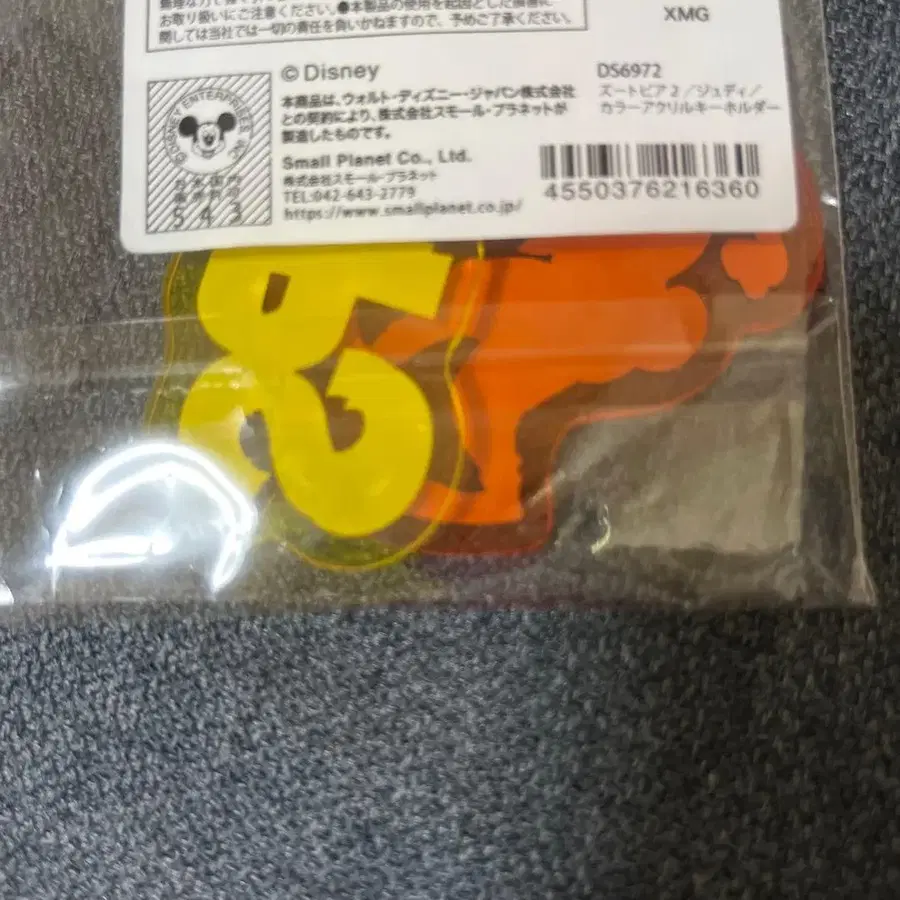 お取り扱いにご注意ください。●本製品の使用を起因とした損害に
関しては当社では一切の責任を負いかねますので、予めご了承ください。
XMG
© Disney
本商品は、ウォルト・ディズニー・ジャパン株式会社
との契約により、株式会社スモール・プラネットが
製造したものです。
Small Planet Co., Ltd.
株式会社スモール・プラネット
TEL:042-643-2779
https://www.smallplanet.co.jp/
DS6972
ズートピア2／ジュディ／
カラーアクリルキーホルダー
4550376216360
© DISNEY ENTERPRISES, INC.
543